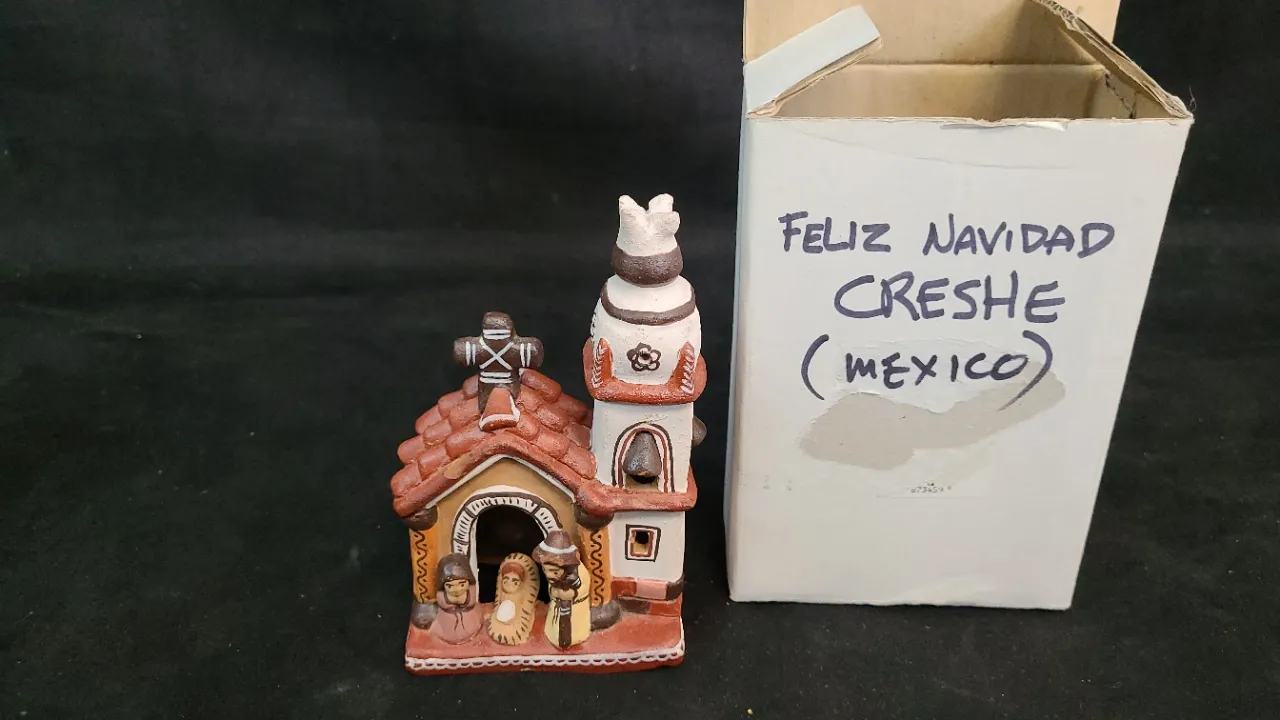 FELIZ NAVIDAD
CRESHE
(MEXICO)